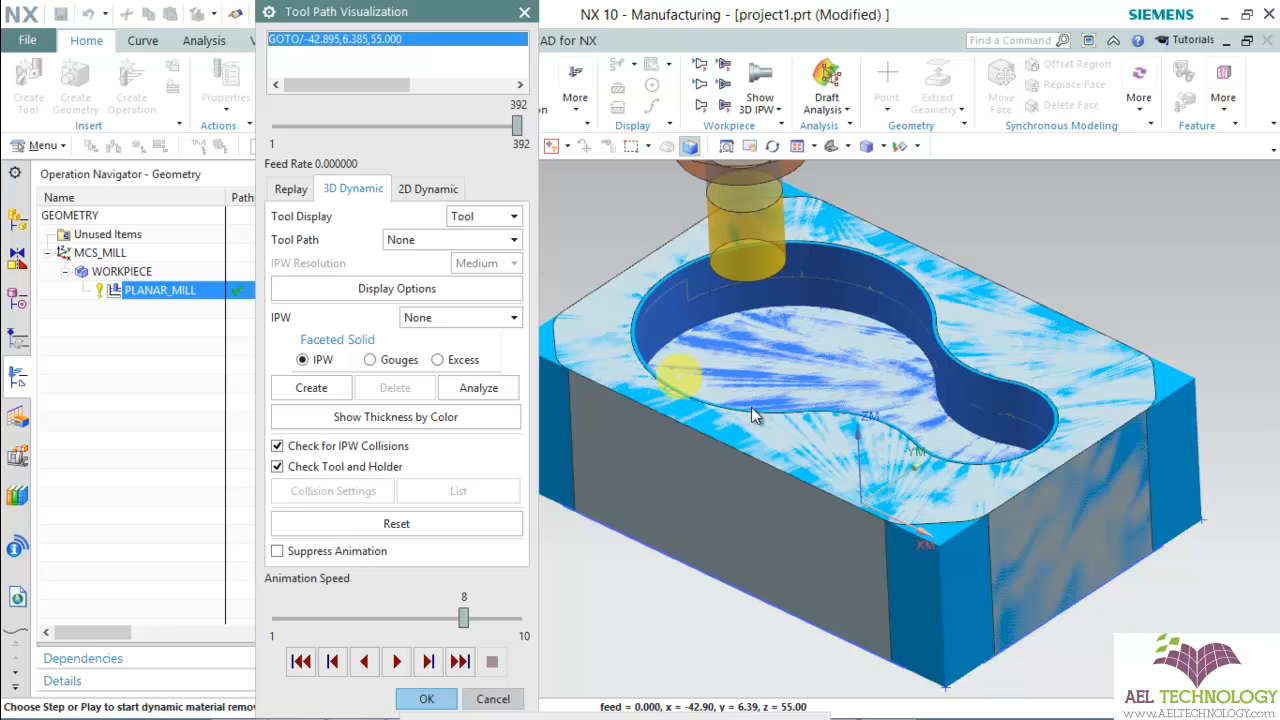 NX
Tool Path Visualization
NX 10 - Manufacturing - [project1.prt (Modified) ]
SIEMENS
File
Home
Curve
Analysis
AD for NX
Find a Command
Tutorials
Create Tool
Create Geometry
Create Operation
Properties
Insert
Actions
More
Display
Show 3D IPW
Workpiece
Draft Analysis
Analysis
Point
Extract Geometry
Geometry
Move Face
Offset Region
Replace Face
Delete Face
More
Synchronous Modeling
More
Feature
Menu
Operation Navigator - Geometry
Name
Path
GEOMETRY
Unused Items
MCS_MILL
WORKPIECE
PLANAR_MILL
Dependencies
Details
GOTO/-42.895,6.385,55.000
392
1
392
Feed Rate 0.000000
Replay
3D Dynamic
2D Dynamic
Tool Display
Tool
Tool Path
None
IPW Resolution
Medium
Display Options
IPW
None
Faceted Solid
IPW
Gouges
Excess
Create
Delete
Analyze
Show Thickness by Color
Check for IPW Collisions
Check Tool and Holder
Collision Settings
List
Reset
Suppress Animation
Animation Speed
8
1
10
OK
Cancel
ZM
YM
XM
Choose Step or Play to start dynamic material remov
feed = 0.000, x = -42.90, y = 6.39, z = 55.00
AEL TECHNOLOGY
www.AELTECHNOLOGY.com